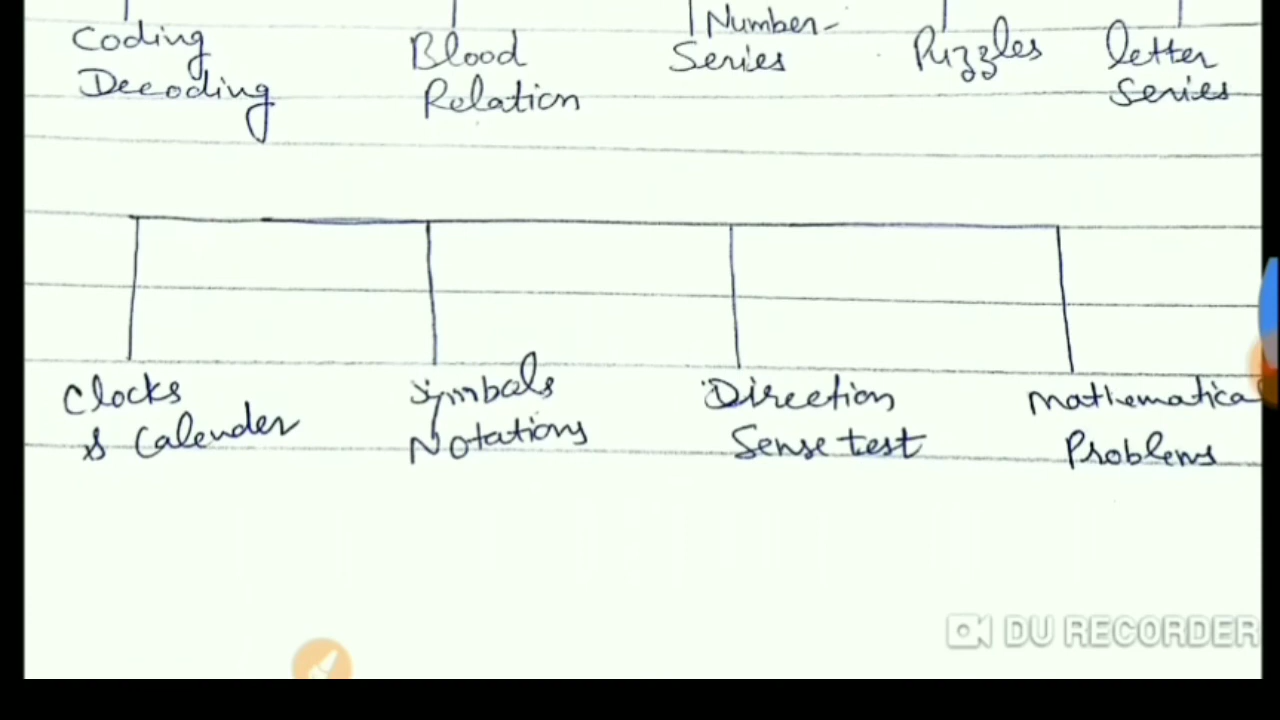 Coding
Decoding
Blood
Relation
Number-
Series
Puzzles
letter
Series
Clocks
& Calender
Symbols
Notations
Direction
Sense test
Mathematical
Problems
DU RECORDER